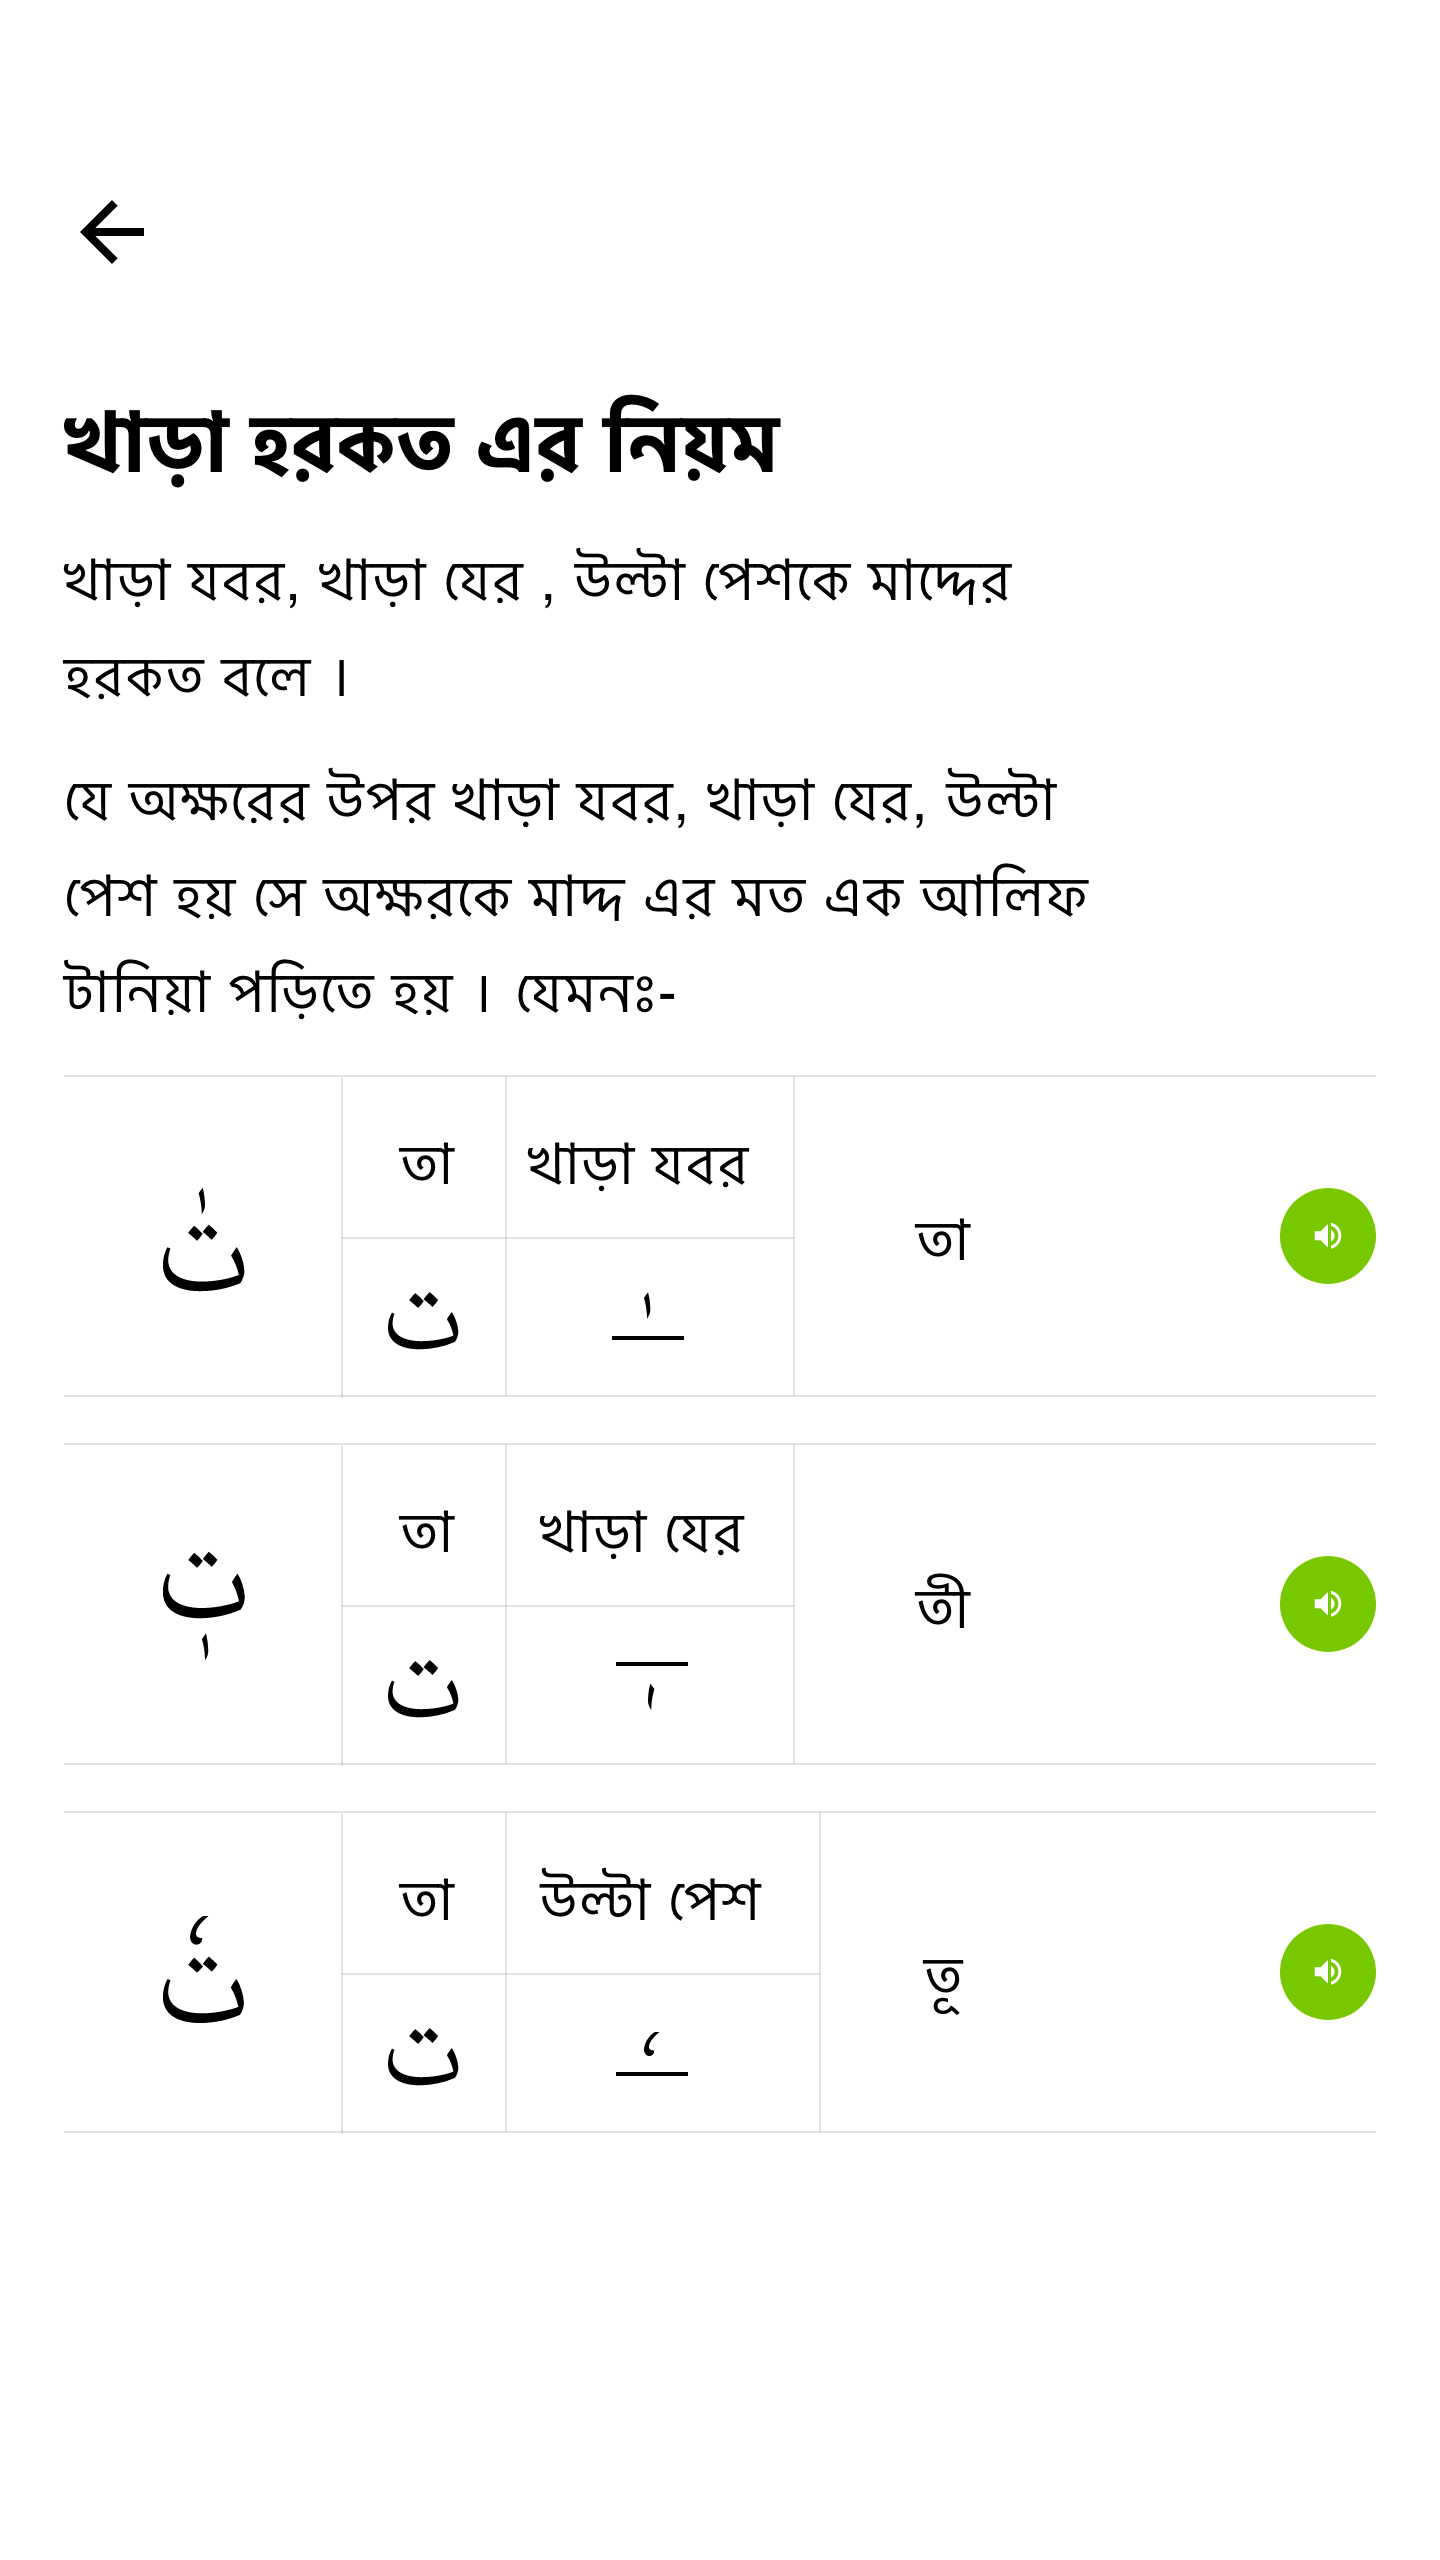 খাড়া হরকত এর নিয়ম
খাড়া যবর, খাড়া যের , উল্টা পেশকে মাদ্দের
হরকত বলে ।
যে অক্ষরের উপর খাড়া যবর, খাড়া যের, উল্টা
পেশ হয় সে অক্ষরকে মাদ্দ এর মত এক আলিফ
টানিয়া পড়িতে হয় । যেমনঃ-
তা খাড়া যবর
تٰ তা
ت ـٰ
তা খাড়া যের
تٖ তী
ت ـٖ
তা উল্টা পেশ
تٗ তূ
ت ـٗ